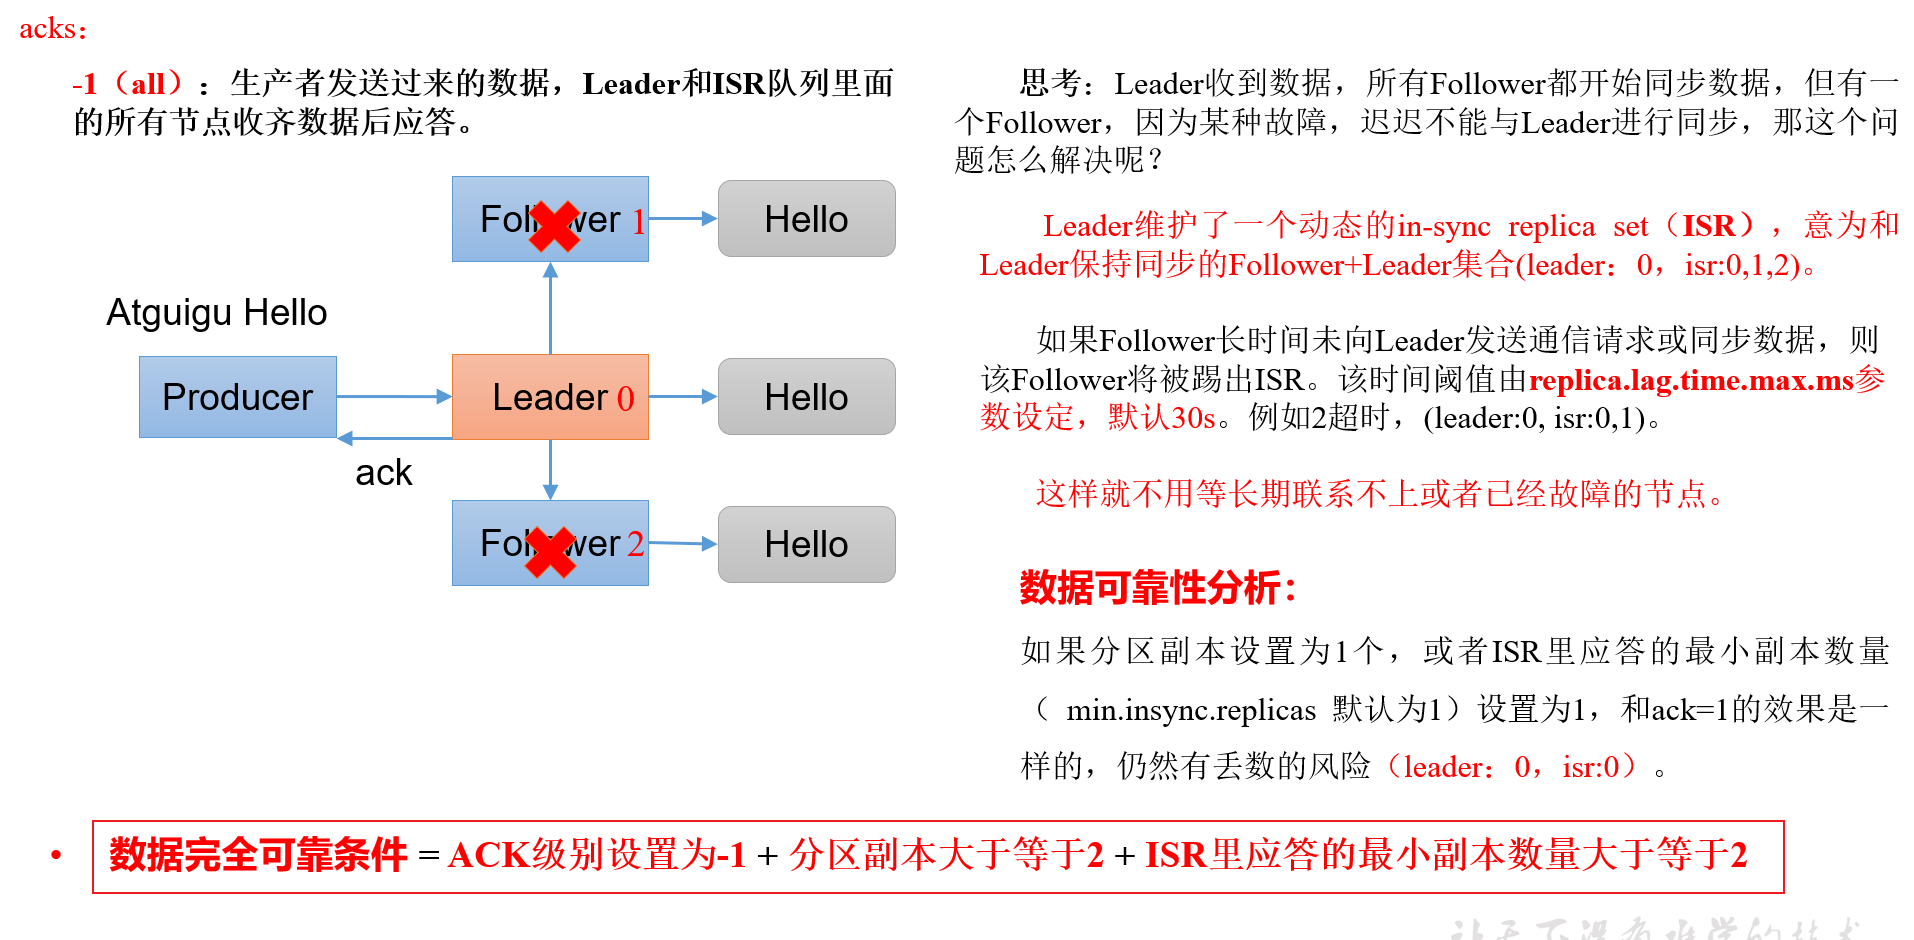 acks：
-1（all）：生产者发送过来的数据，Leader和ISR队列里面
的所有节点收齐数据后应答。
Follower 1
Hello
Atguigu Hello
Producer
Leader 0
Hello
ack
Follower 2
Hello
思考：Leader收到数据，所有Follower都开始同步数据，但有一
个Follower，因为某种故障，迟迟不能与Leader进行同步，那这个问
题怎么解决呢？
Leader维护了一个动态的in-sync replica set（ISR），意为和
Leader保持同步的Follower+Leader集合(leader：0，isr:0,1,2)。
如果Follower长时间未向Leader发送通信请求或同步数据，则
该Follower将被踢出ISR。该时间阈值由replica.lag.time.max.ms参
数设定，默认30s。例如2超时，(leader:0, isr:0,1)。
这样就不用等长期联系不上或者已经故障的节点。
数据可靠性分析：
如果分区副本设置为1个，或者ISR里应答的最小副本数量
（ min.insync.replicas 默认为1）设置为1，和ack=1的效果是一
样的，仍然有丢数的风险（leader：0，isr:0）。
• 数据完全可靠条件 = ACK级别设置为-1 + 分区副本大于等于2 + ISR里应答的最小副本数量大于等于2
让天下没有难学的技术